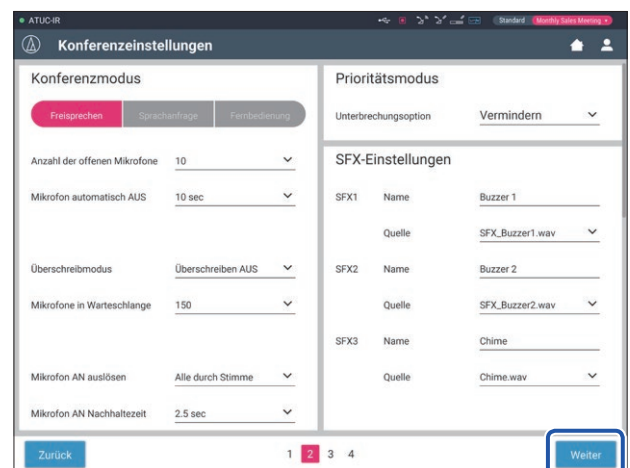 ATUC-IR
Standard Monthly Sales Meeting
Konferenzeinstellungen
Konferenzmodus
Freisprechen Sprachanfrage Fernbedienung
Anzahl der offenen Mikrofone 10
Mikrofon automatisch AUS 10 sec
Überschreibmodus Überschreiben AUS
Mikrofone in Warteschlange 150
Mikrofon AN auslösen Alle durch Stimme
Mikrofon AN Nachhaltezeit 2.5 sec
Prioritätsmodus
Unterbrechungsoption Vermindern
SFX-Einstellungen
SFX1 Name Buzzer 1
Quelle SFX_Buzzer1.wav
SFX2 Name Buzzer 2
Quelle SFX_Buzzer2.wav
SFX3 Name Chime
Quelle Chime.wav
Zurück 1 2 3 4 Weiter